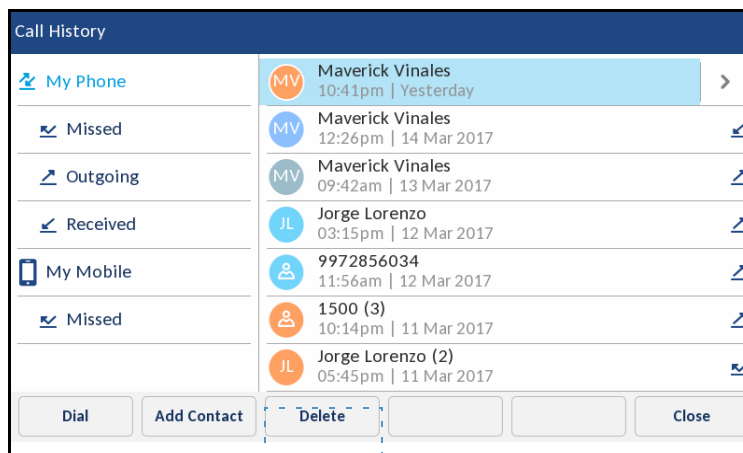 Call History
My Phone
Missed
Outgoing
Received
My Mobile
Missed
MV
Maverick Vinales
10:41pm | Yesterday
MV
Maverick Vinales
12:26pm | 14 Mar 2017
MV
Maverick Vinales
09:42am | 13 Mar 2017
JL
Jorge Lorenzo
03:15pm | 12 Mar 2017
9972856034
11:56am | 12 Mar 2017
1500 (3)
10:14pm | 11 Mar 2017
JL
Jorge Lorenzo (2)
05:45pm | 11 Mar 2017
Dial
Add Contact
Delete
Close